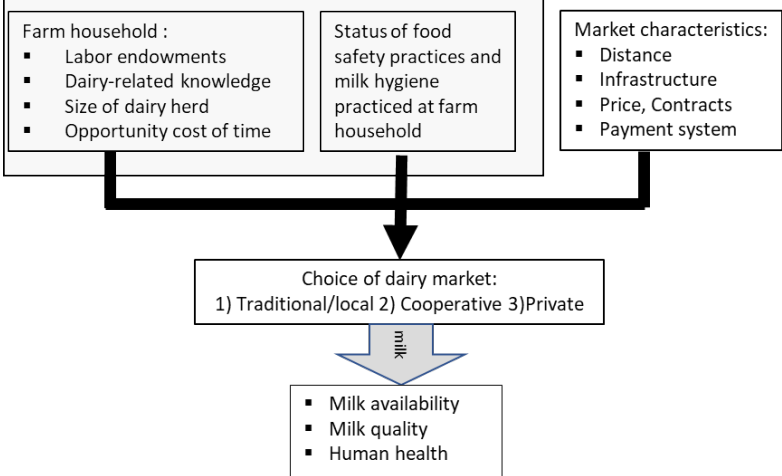 Farm household :
▪ Labor endowments
▪ Dairy-related knowledge
▪ Size of dairy herd
▪ Opportunity cost of time
Status of food
safety practices and
milk hygiene
practiced at farm
household
Market characteristics:
▪ Distance
▪ Infrastructure
▪ Price, Contracts
▪ Payment system
Choice of dairy market:
1) Traditional/local 2) Cooperative 3)Private
milk
▪ Milk availability
▪ Milk quality
▪ Human health